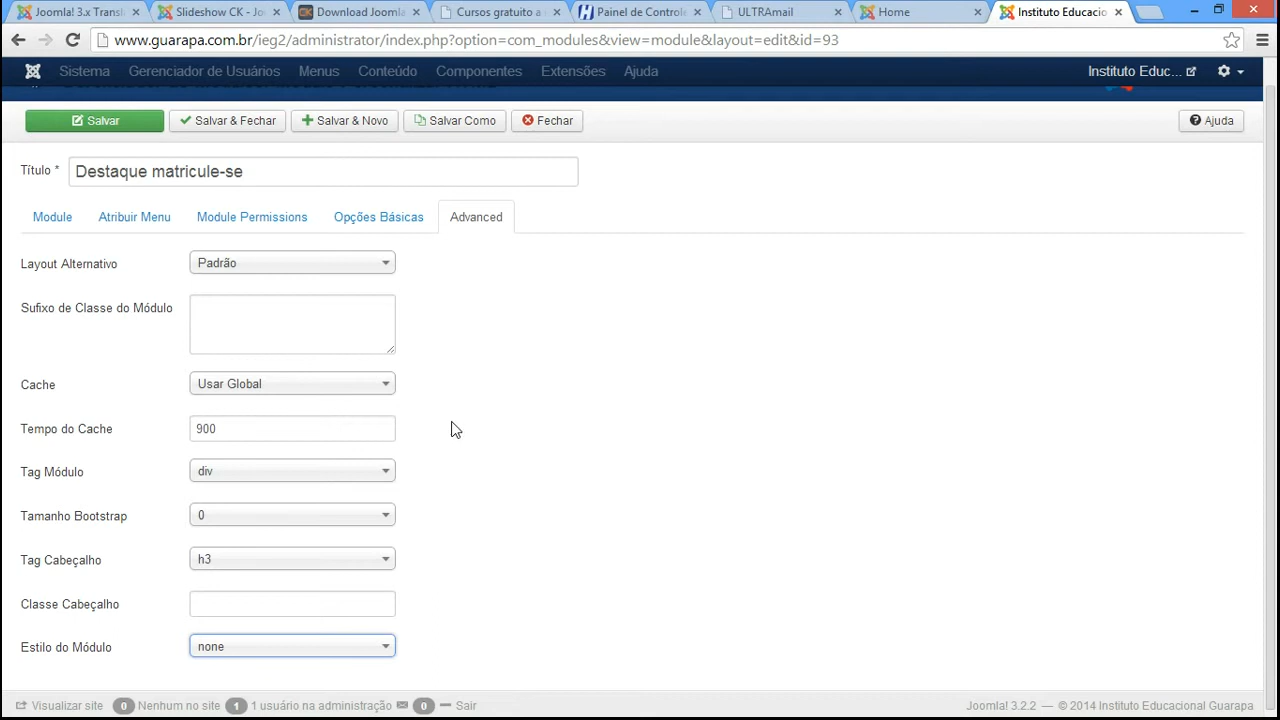 Joomla! 3.x Transl
Slideshow CK - Jo
Download Joomla
Cursos gratuito a
Painel de Control
ULTRAmail
Home
Instituto Educacio
www.guarapa.com.br/ieg2/administrator/index.php?option=com_modules&view=module&layout=edit&id=93
Sistema Gerenciador de Usuários Menus Conteúdo Componentes Extensões Ajuda Instituto Educ...
Salvar Salvar & Fechar Salvar & Novo Salvar Como Fechar Ajuda
Título * Destaque matricule-se
Module Atribuir Menu Module Permissions Opções Básicas Advanced
Layout Alternativo Padrão
Sufixo de Classe do Módulo
Cache Usar Global
Tempo do Cache 900
Tag Módulo div
Tamanho Bootstrap 0
Tag Cabeçalho h3
Classe Cabeçalho
Estilo do Módulo none
Visualizar site 0 Nenhum no site 1 1 usuário na administração 0 Sair Joomla! 3.2.2 — © 2014 Instituto Educacional Guarapa